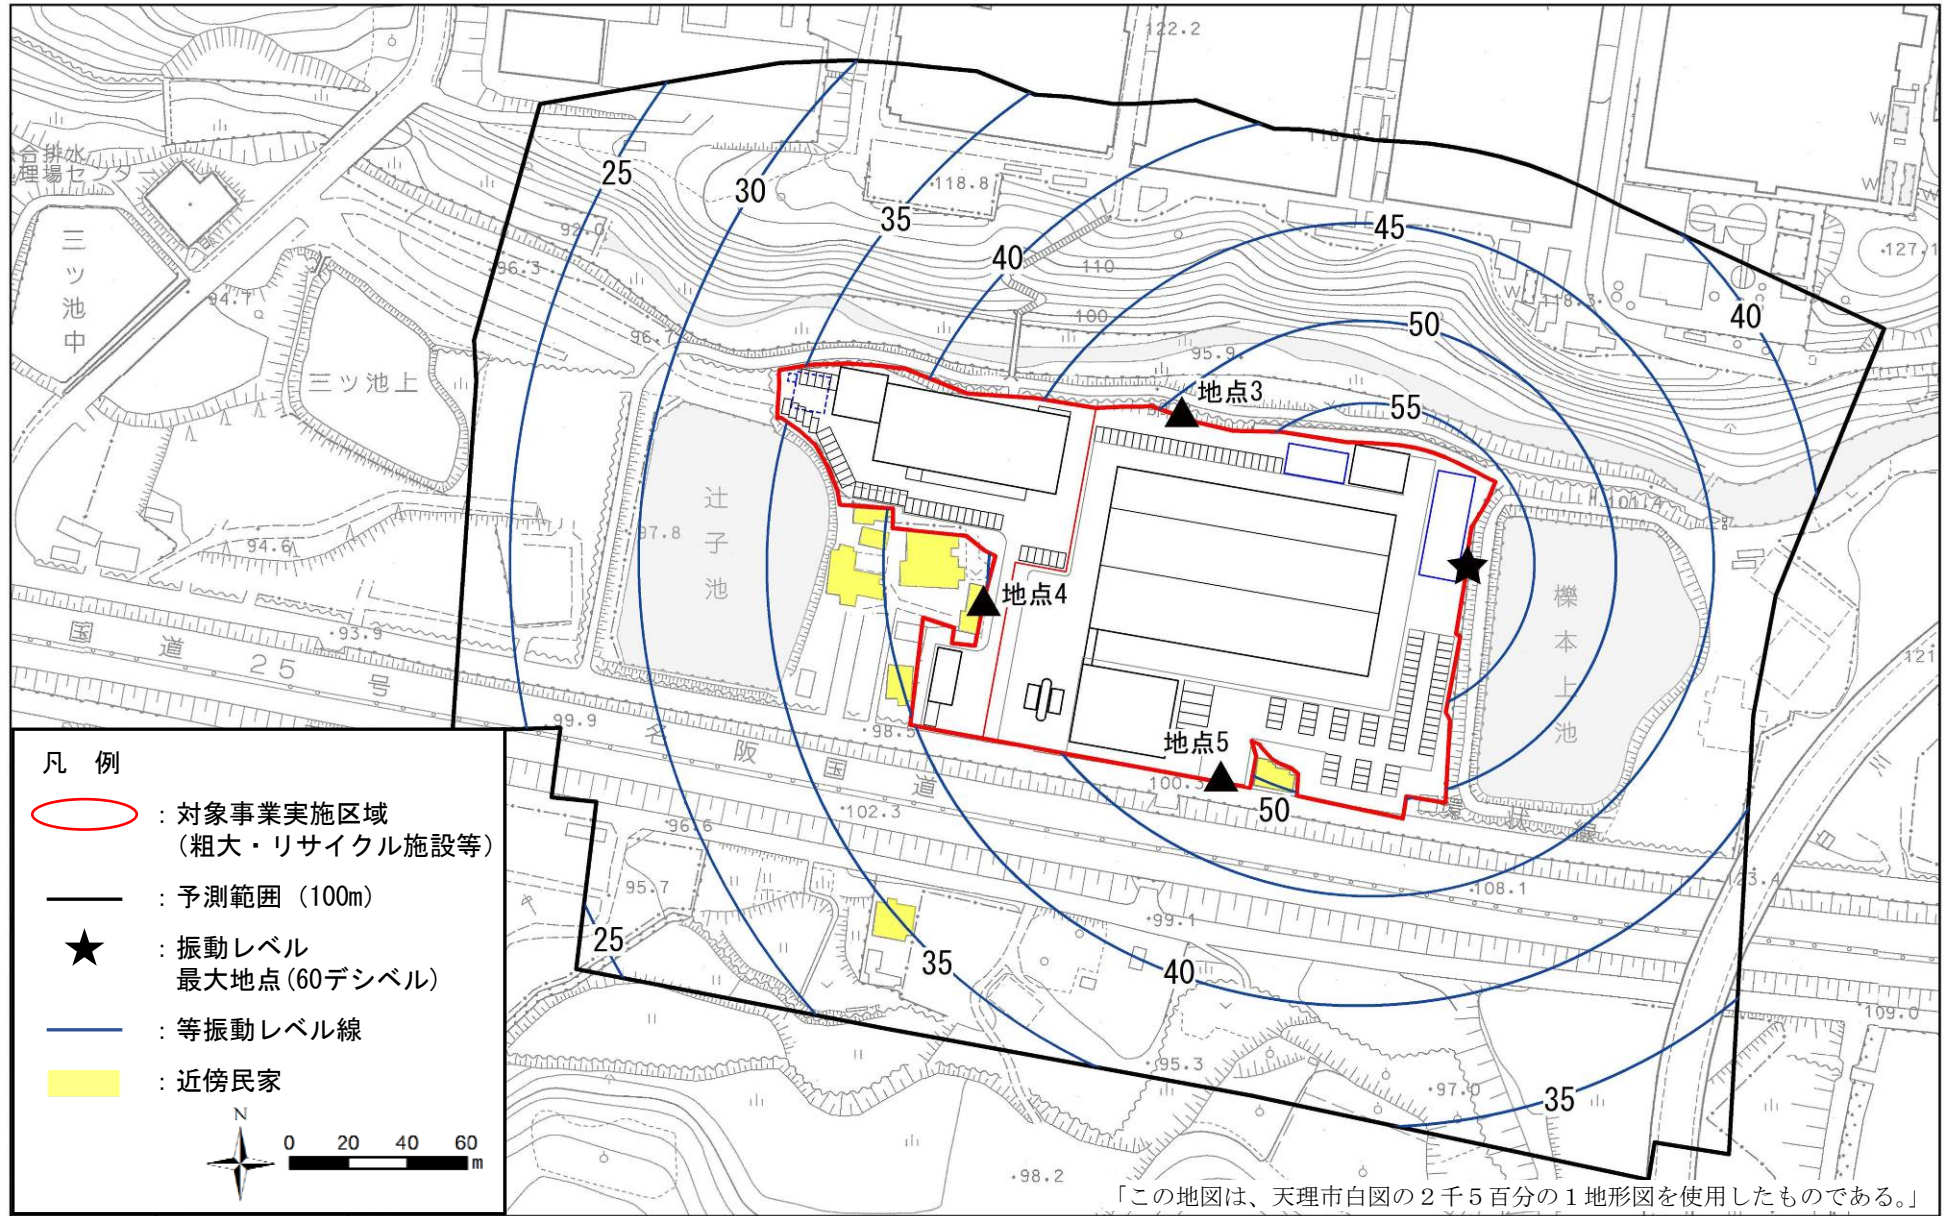 122.2
118.5
合排水
理場センター
25
30
35
118.8
40
45
三ツ池中
92.0
96.3
94.7
110
100
127.1
118.3
50
40
W
W
W
W
96.7
95.9
三ツ池上
地点3
55
辻子池
97.8
101.4
94.6
地点4
櫟本上池
93.9
国道25号
99.9
98.5
名阪国道
地点5
100.3
50
102.3
環状線
121
96.6
95.7
108.1
123.4
99.1
25
35
40
109.0
95.3
97.0
35
98.2
凡 例
：対象事業実施区域
（粗大・リサイクル施設等）
：予測範囲（100m）
：振動レベル
最大地点(60デシベル)
：等振動レベル線
：近傍民家
N
0 20 40 60
m
「この地図は、天理市白図の２千５百分の１地形図を使用したものである。」